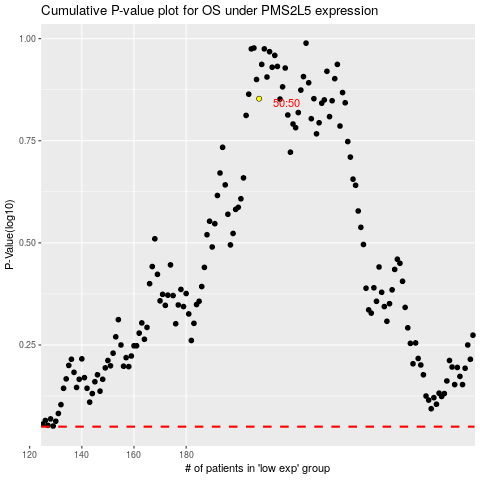 Cumulative P-value plot for OS under PMS2L5 expression
1.00
0.75
0.50
0.25
50:50
P-Value(log10)
120 140 160 180
# of patients in 'low exp' group